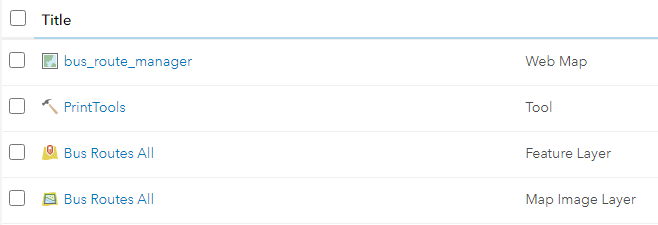 Title
bus_route_manager Web Map
PrintTools Tool
Bus Routes All Feature Layer
Bus Routes All Map Image Layer